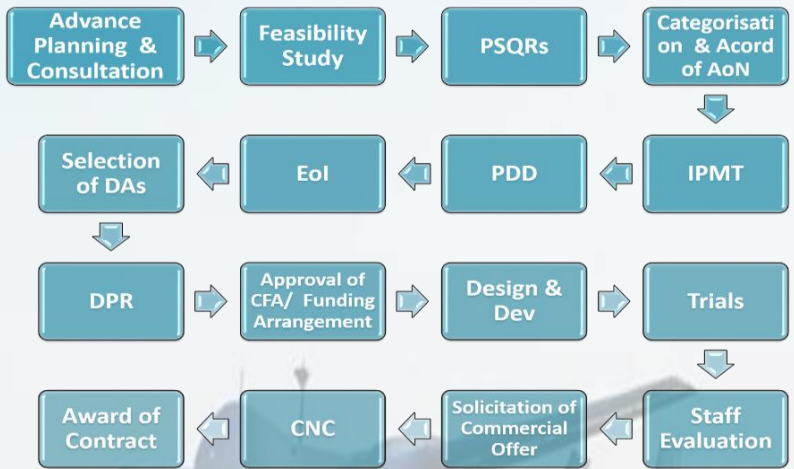 Advance
Planning &
Consultation
Feasibility
Study
PSQRs
Categorisati
on & Acord
of AoN
IPMT
PDD
EoI
Selection
of DAs
DPR
Approval of
CFA/ Funding
Arrangement
Design &
Dev
Trials
Staff
Evaluation
Solicitation of
Commercial
Offer
CNC
Award of
Contract